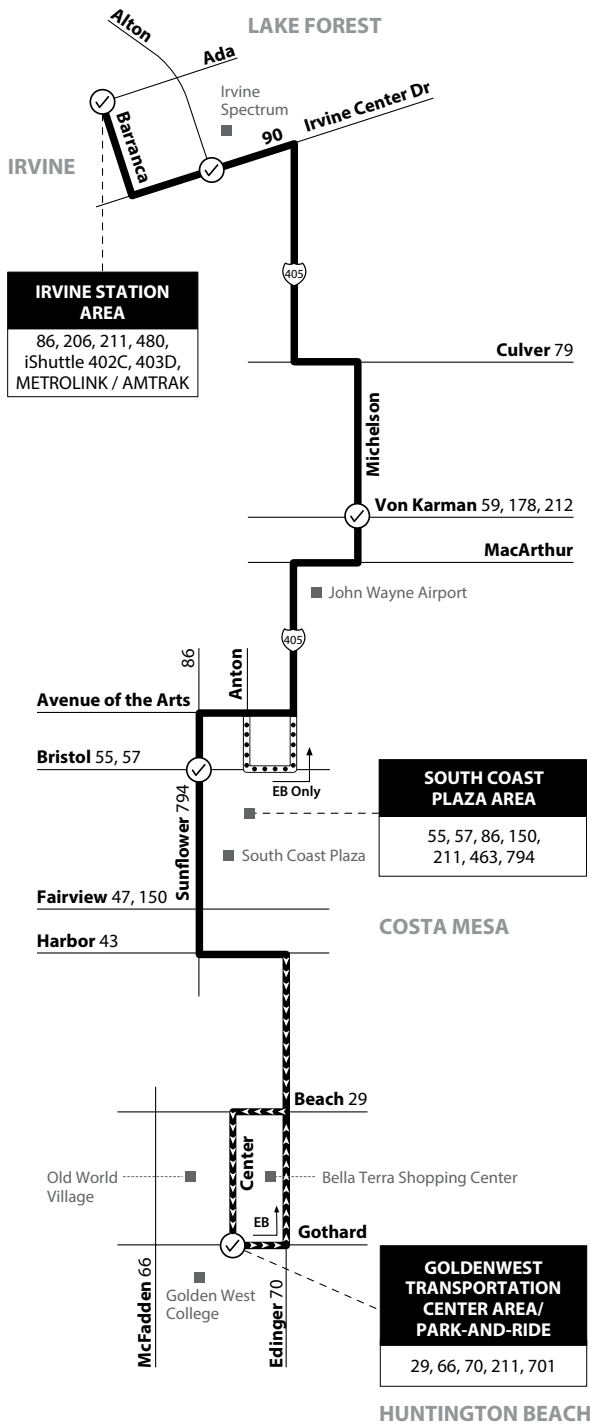 LAKE FOREST
Alton
Ada
Irvine
Spectrum
90
Irvine Center Dr
Barranca
IRVINE
405
IRVINE STATION
AREA
86, 206, 211, 480,
iShuttle 402C, 403D,
METROLINK / AMTRAK
Culver 79
Michelson
Von Karman 59, 178, 212
MacArthur
John Wayne Airport
405
86
Anton
Avenue of the Arts
Bristol 55, 57
EB Only
SOUTH COAST
PLAZA AREA
55, 57, 86, 150,
211, 463, 794
Sunflower 794
South Coast Plaza
Fairview 47, 150
COSTA MESA
Harbor 43
Beach 29
Center
Old World
Village
Bella Terra Shopping Center
EB
Gothard
McFadden 66
Golden West
College
Edinger 70
GOLDENWEST
TRANSPORTATION
CENTER AREA/
PARK-AND-RIDE
29, 66, 70, 211, 701
HUNTINGTON BEACH